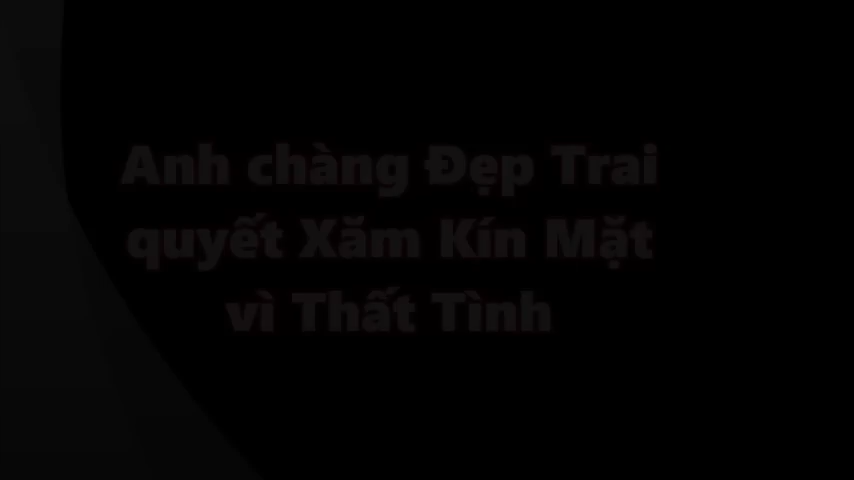 Anh chàng Đẹp Trai
quyết Xăm Kín Mặt
vì Thất Tình